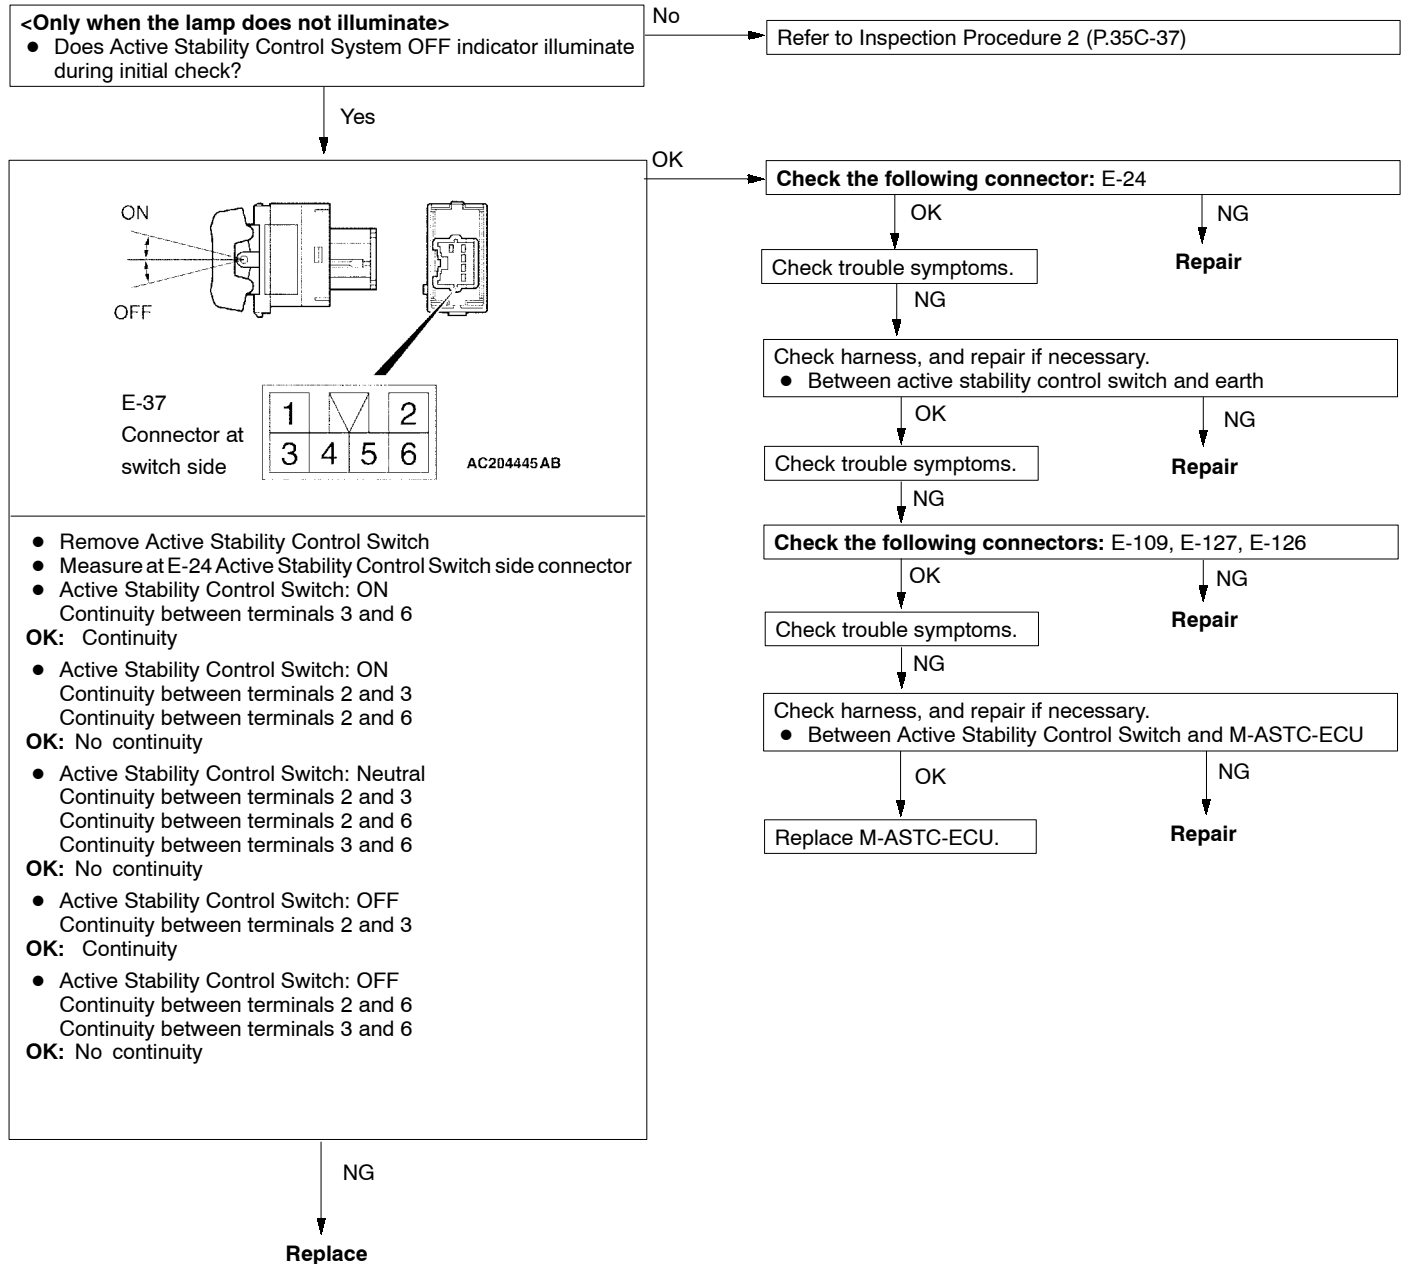 <Only when the lamp does not illuminate>
● Does Active Stability Control System OFF indicator illuminate
during initial check?
No
Refer to Inspection Procedure 2 (P.35C-37)
Yes
ON
OFF
E-37
Connector at
switch side
1 2
3 4 5 6
AC204445AB
● Remove Active Stability Control Switch
● Measure at E-24 Active Stability Control Switch side connector
● Active Stability Control Switch: ON
Continuity between terminals 3 and 6
OK: Continuity
● Active Stability Control Switch: ON
Continuity between terminals 2 and 3
Continuity between terminals 2 and 6
OK: No continuity
● Active Stability Control Switch: Neutral
Continuity between terminals 2 and 3
Continuity between terminals 2 and 6
Continuity between terminals 3 and 6
OK: No continuity
● Active Stability Control Switch: OFF
Continuity between terminals 2 and 3
OK: Continuity
● Active Stability Control Switch: OFF
Continuity between terminals 2 and 6
Continuity between terminals 3 and 6
OK: No continuity
NG
Replace
OK
Check the following connector: E-24
OK
NG
Check trouble symptoms.
Repair
NG
Check harness, and repair if necessary.
● Between active stability control switch and earth
OK
NG
Check trouble symptoms.
Repair
NG
Check the following connectors: E-109, E-127, E-126
OK
NG
Check trouble symptoms.
Repair
NG
Check harness, and repair if necessary.
● Between Active Stability Control Switch and M-ASTC-ECU
OK
NG
Replace M-ASTC-ECU.
Repair